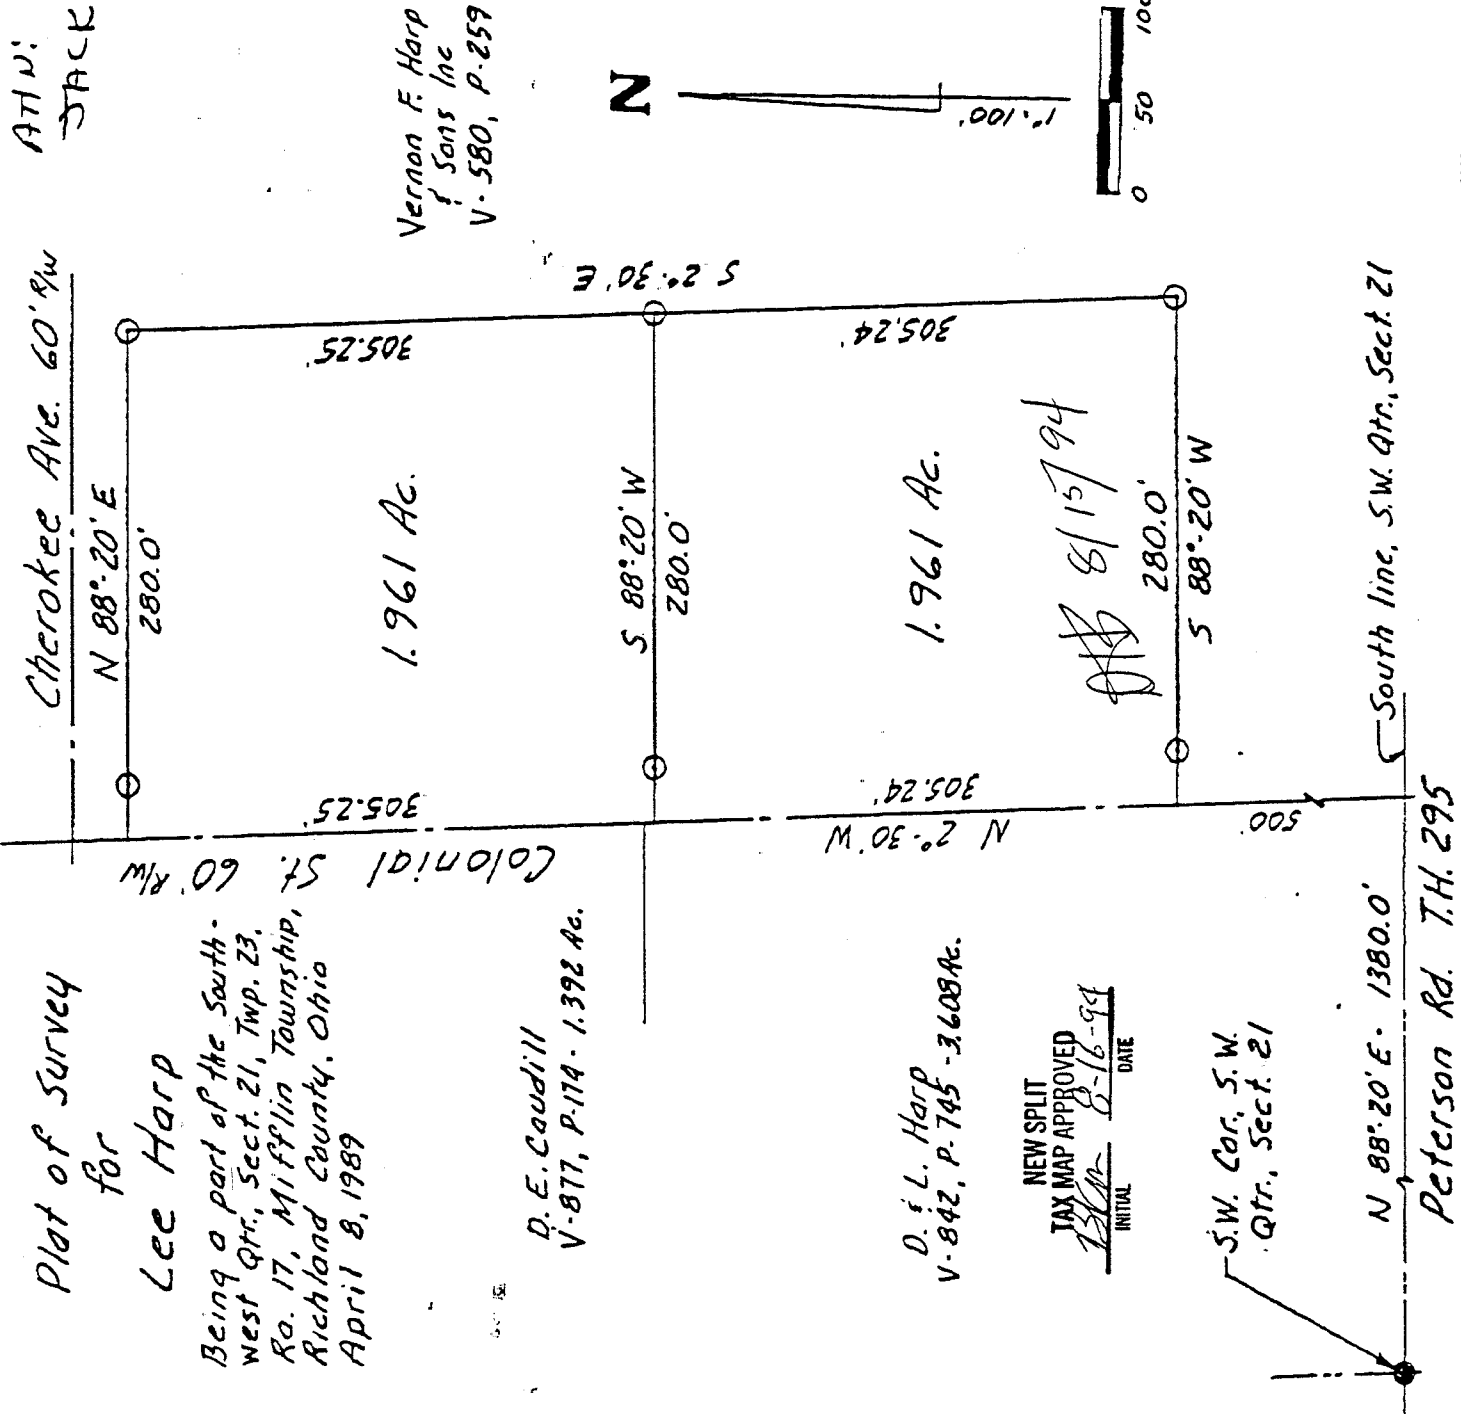 ATTN:
JACK
Plat of Survey
for
Lee Harp
Being a part of the South-
west Qtr., Sect. 21, Twp. 23,
Ra. 17, Mifflin Township,
Richland County, Ohio
April 8, 1989
Cherokee Ave. 60' R/W
N 88°-20' E
280.0'
Vernon F. Harp
& Sons Inc
V-580, P-259
N
1"=100'
0 50 100
Colonial St. 60' R/W
305.25'
1.961 Ac.
305.25'
S 2°-30' E
D. E. Caudill
V-877, P-174 - 1.392 Ac.
S 88°-20' W
280.0'
N 2°-30' W
305.24'
1.961 Ac.
305.24'
8/15/94
280.0'
S 88°-20' W
D. & L. Harp
V-842, P-745 - 3.608 Ac.
NEW SPLIT
TAX MAP APPROVED
8-16-94
INITIAL DATE
500'
S.W. Cor. S.W.
Qtr., Sect. 21
South line, S.W. Qtr., Sect. 21
N 88°-20' E - 1380.0'
Peterson Rd. T.H. 295